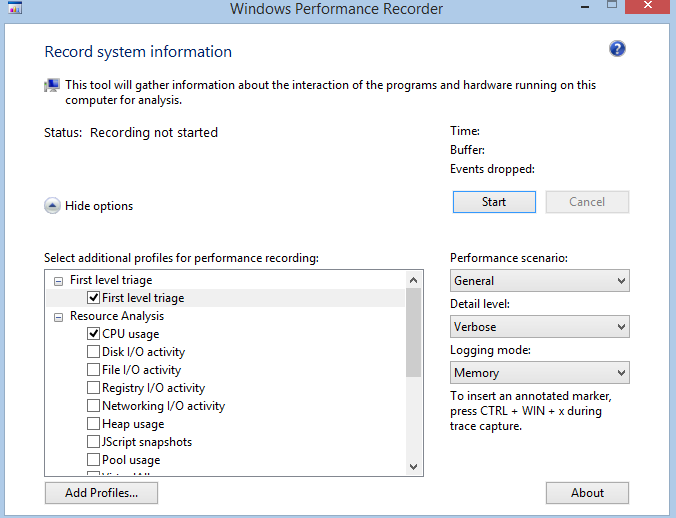 Windows Performance Recorder
Record system information
This tool will gather information about the interaction of the programs and hardware running on this
computer for analysis.
Status: Recording not started
Time:
Buffer:
Events dropped:
Start
Cancel
Hide options
Select additional profiles for performance recording:
First level triage
First level triage
Resource Analysis
CPU usage
Disk I/O activity
File I/O activity
Registry I/O activity
Networking I/O activity
Heap usage
JScript snapshots
Pool usage
Performance scenario:
General
Detail level:
Verbose
Logging mode:
Memory
To insert an annotated marker,
press CTRL + WIN + x during
trace capture.
Add Profiles...
About